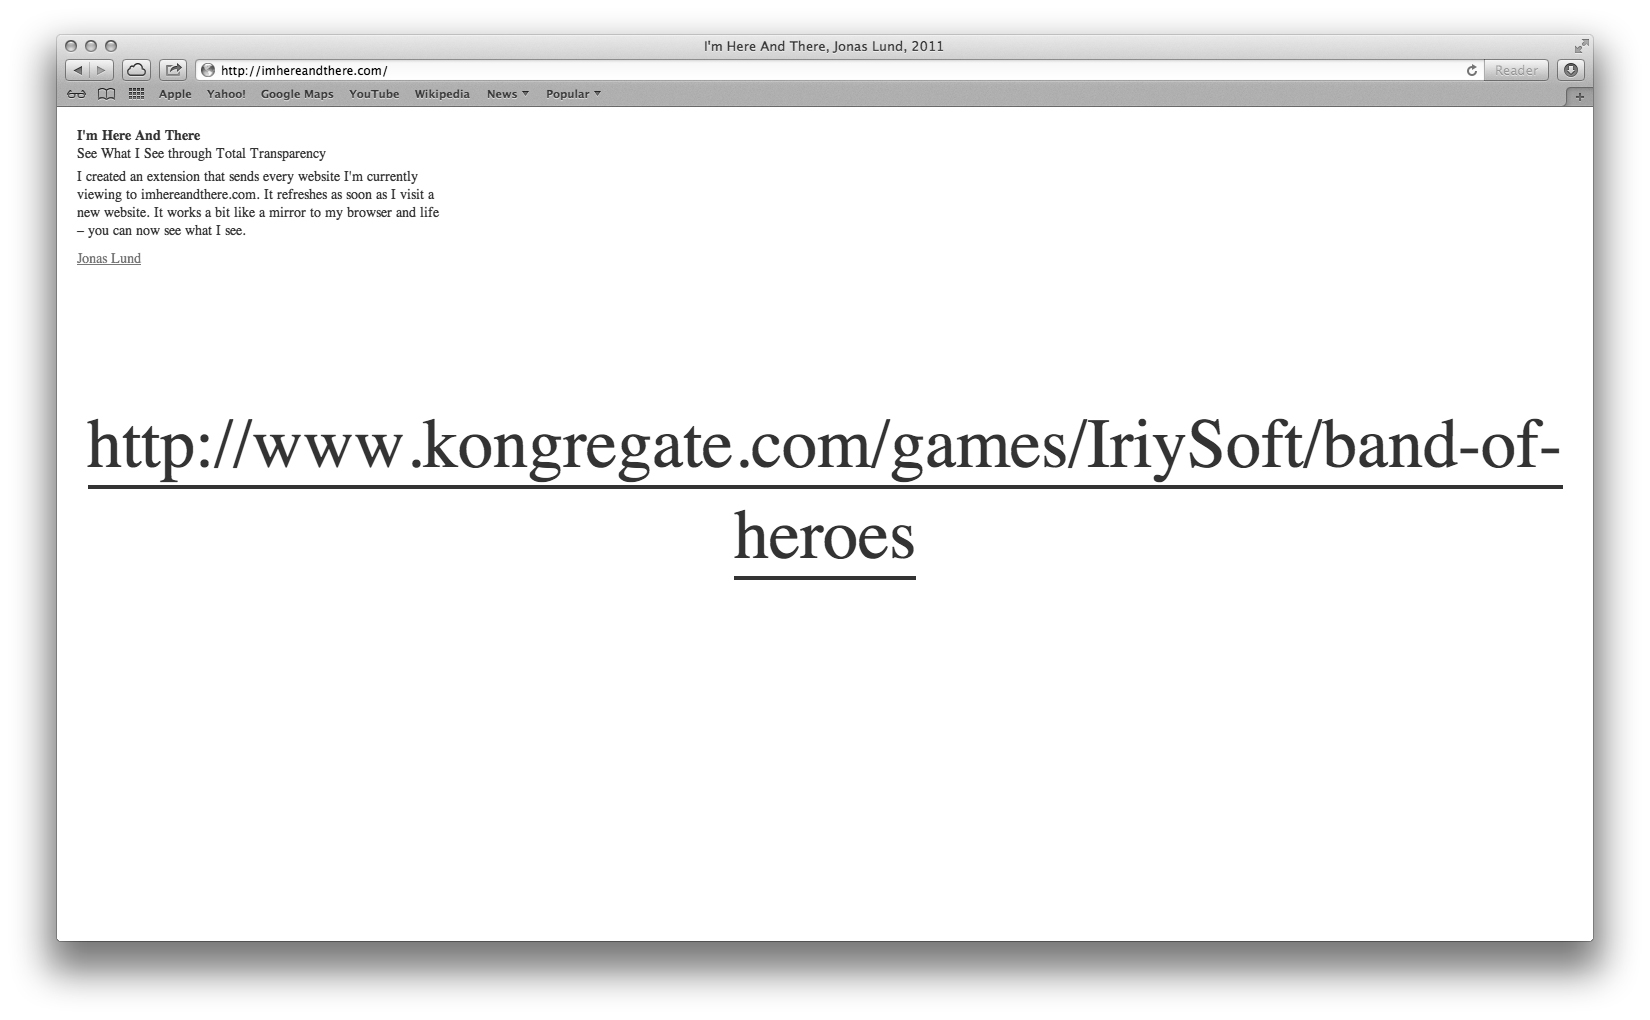 I'm Here And There, Jonas Lund, 2011
http://imhereandthere.com/
Reader
Apple Yahoo! Google Maps YouTube Wikipedia News Popular
I'm Here And There
See What I See through Total Transparency
I created an extension that sends every website I'm currently
viewing to imhereandthere.com. It refreshes as soon as I visit a
new website. It works a bit like a mirror to my browser and life
– you can now see what I see.
Jonas Lund
http://www.kongregate.com/games/IriySoft/band-of-
heroes